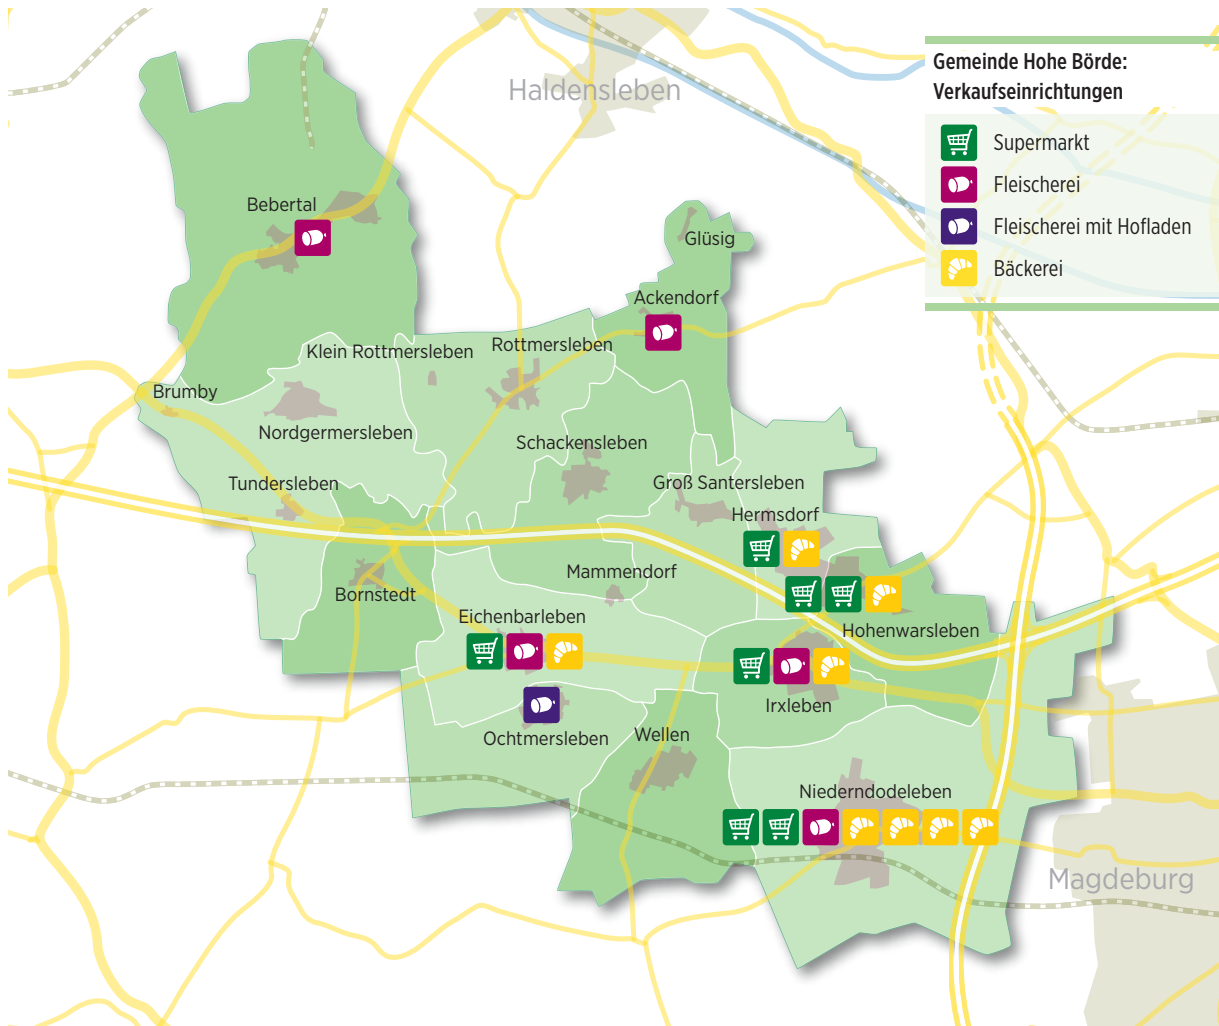 Haldensleben
Gemeinde Hohe Börde:
Verkaufseinrichtungen
Supermarkt
Fleischerei
Fleischerei mit Hofladen
Bäckerei
Bebertal
Glüsig
Ackendorf
Klein Rottmersleben
Rottmersleben
Brumby
Nordgermersleben
Schackensleben
Tundersleben
Groß Santersleben
Hermsdorf
Mammendorf
Bornstedt
Eichenbarleben
Hohenwarsleben
Irxleben
Ochtmersleben
Wellen
Niederndodeleben
Magdeburg